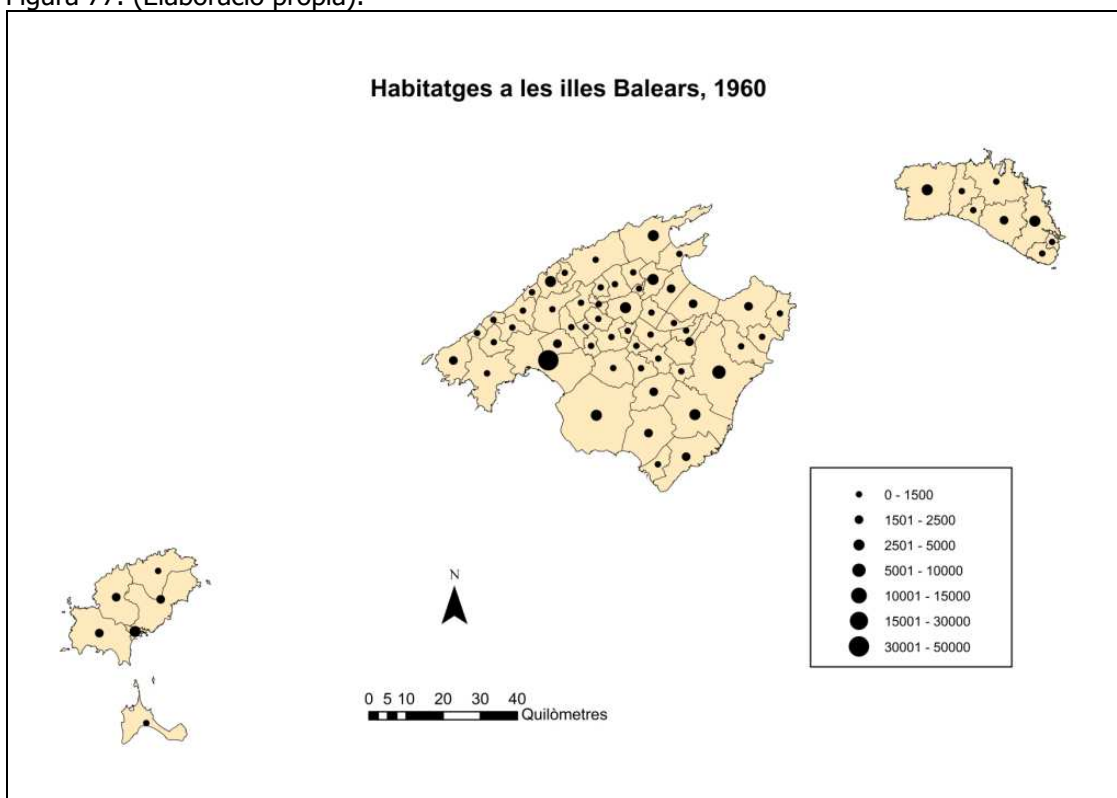 Figura 77. (Elaboració pròpia).
Habitatges a les illes Balears, 1960
0 - 1500
1501 - 2500
2501 - 5000
5001 - 10000
10001 - 15000
15001 - 30000
30001 - 50000
N
0 5 10 20 30 40
Quilòmetres